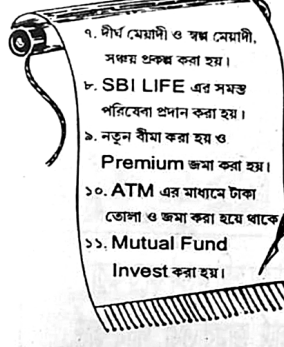 ৭. দীর্ঘ মেয়াদী ও স্বল্প মেয়াদী,
সঞ্চয় প্রকল্প করা হয়।
৮. SBI LIFE এর সমস্ত
পরিষেবা প্রদান করা হয়।
৯. নতুন বীমা করা হয় ও
Premium জমা করা হয়।
১০. ATM এর মাধ্যমে টাকা
তোলা ও জমা করা হয়ে থাকে
১১. Mutual Fund
Invest করা হয়।